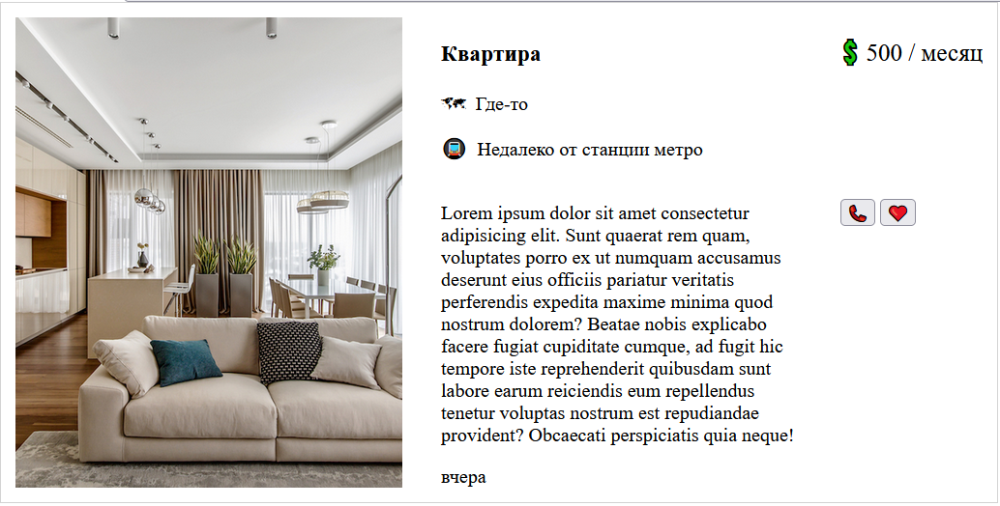 Квартира
500 / месяц
Где-то
Недалеко от станции метро
Lorem ipsum dolor sit amet consectetur
adipisicing elit. Sunt quaerat rem quam,
voluptates porro ex ut numquam accusamus
deserunt eius officiis pariatur veritatis
perferendis expedita maxime minima quod
nostrum dolorem? Beatae nobis explicabo
facere fugiat cupiditate cumque, ad fugit hic
tempore iste reprehenderit quibusdam sunt
labore earum reiciendis eum repellendus
tenetur voluptas nostrum est repudiandae
provident? Obcaecati perspiciatis quia neque!
вчера